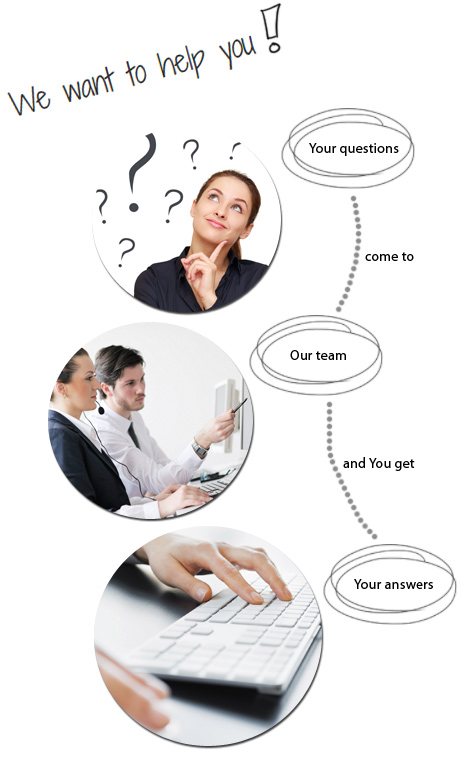 We want to help you!
Your questions
come to
Our team
and You get
Your answers